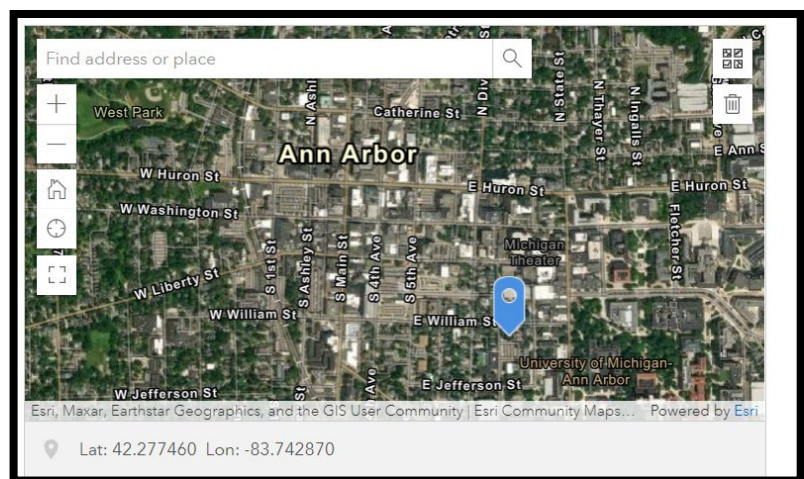 Find address or place
West Park
Catherine St
N Ashl
N Div
N State St
N Thayer St
N Ingalls St
Ann Arbor
E Ann S
W Huron St
E Huron St
E Huron St
W Washington St
Fletcher St
Michigan
Theater
S 1st St
S Ashley St
S Main St
S 4th Ave
S 5th Ave
W Liberty St
W William St
E William St
University of Michigan-
Ann Arbor
W Jefferson St
E Jefferson St
Esri, Maxar, Earthstar Geographics, and the GIS User Community | Esri Community Maps... Powered by Esri
Lat: 42.277460 Lon: -83.742870